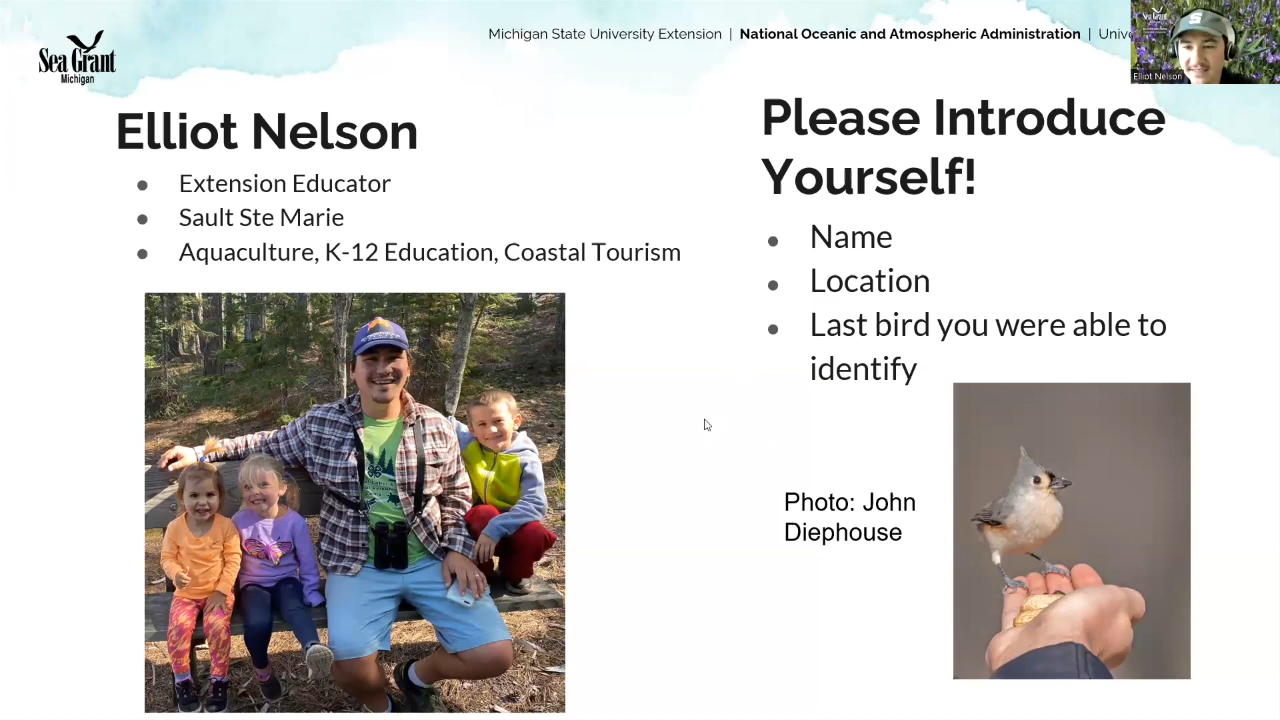 Michigan State University Extension | National Oceanic and Atmospheric Administration |
Sea Grant
Michigan
Sea Grant
Elliot Nelson
Elliot Nelson
Extension Educator
Sault Ste Marie
Aquaculture, K-12 Education, Coastal Tourism
Please Introduce
Yourself!
Name
Location
Last bird you were able to
identify
Photo: John
Diephouse